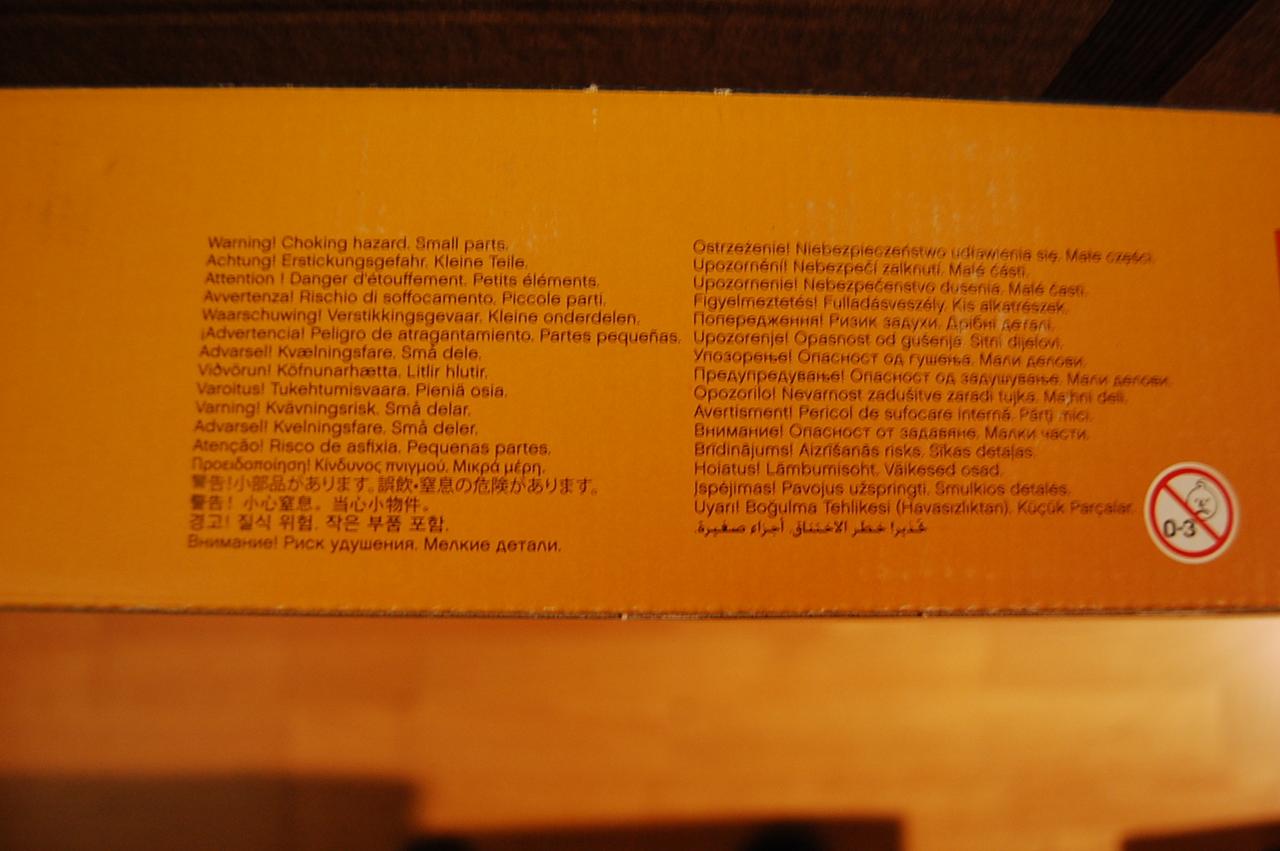 Warning! Choking hazard. Small parts.
Achtung! Erstickungsgefahr. Kleine Teile.
Attention ! Danger d'étouffement. Petits éléments.
Avvertenza! Rischio di soffocamento. Piccole parti.
Waarschuwing! Verstikkingsgevaar. Kleine onderdelen.
¡Advertencia! Peligro de atragantamiento. Partes pequeñas.
Advarsel! Kvælningsfare. Små dele.
Viðvörun! Köfnunarhætta. Litlir hlutir.
Varoitus! Tukehtumisvaara. Pieniä osia.
Varning! Kvävningsrisk. Små delar.
Advarsel! Kvelningsfare. Små deler.
Atenção! Risco de asfixia. Pequenas partes.
Προειδοποίηση! Κίνδυνος πνιγμού. Μικρά μέρη.
警告!小部品があります。誤飲・窒息の危険があります。
警告！小心窒息。当心小物件。
경고! 질식 위험. 작은 부품 포함.
Внимание! Риск удушения. Мелкие детали.
Ostrzeżenie! Niebezpieczeństwo udławienia się. Małe części.
Upozornění! Nebezpečí zalknutí. Malé části.
Upozornenie! Nebezpečenstvo dusenia. Malé časti.
Figyelmeztetés! Fulladásveszély. Kis alkatrészek.
Попередження! Ризик задухи. Дрібні деталі.
Upozorenje! Opasnost od gušenja. Sitni dijelovi.
Упозорење! Опасност од гушења. Мали делови.
Предупредување! Опасност од задушување. Мали делови.
Opozorilo! Nevarnost zadušitve zaradi tujka. Majhni deli.
Avertisment! Pericol de sufocare internă. Părţi mici.
Внимание! Опасност от задавяне. Малки части.
Brīdinājums! Aizrīšanās risks. Sīkas detaļas.
Hoiatus! Lämbumisoht. Väikesed osad.
Įspėjimas! Pavojus užspringti. Smulkios detalės.
Uyarı! Boğulma Tehlikesi (Havasızlıktan). Küçük Parçalar.
تحذير! خطر الاختناق. أجزاء صغيرة.
0-3